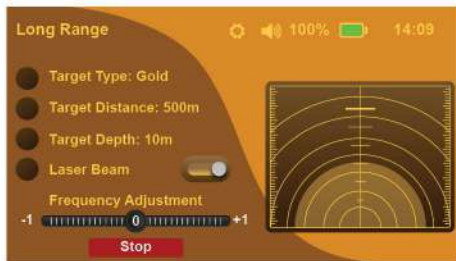 Long Range
100%
14:09
Target Type: Gold
Target Distance: 500m
Target Depth: 10m
Laser Beam
Frequency Adjustment
-1 0 +1
Stop